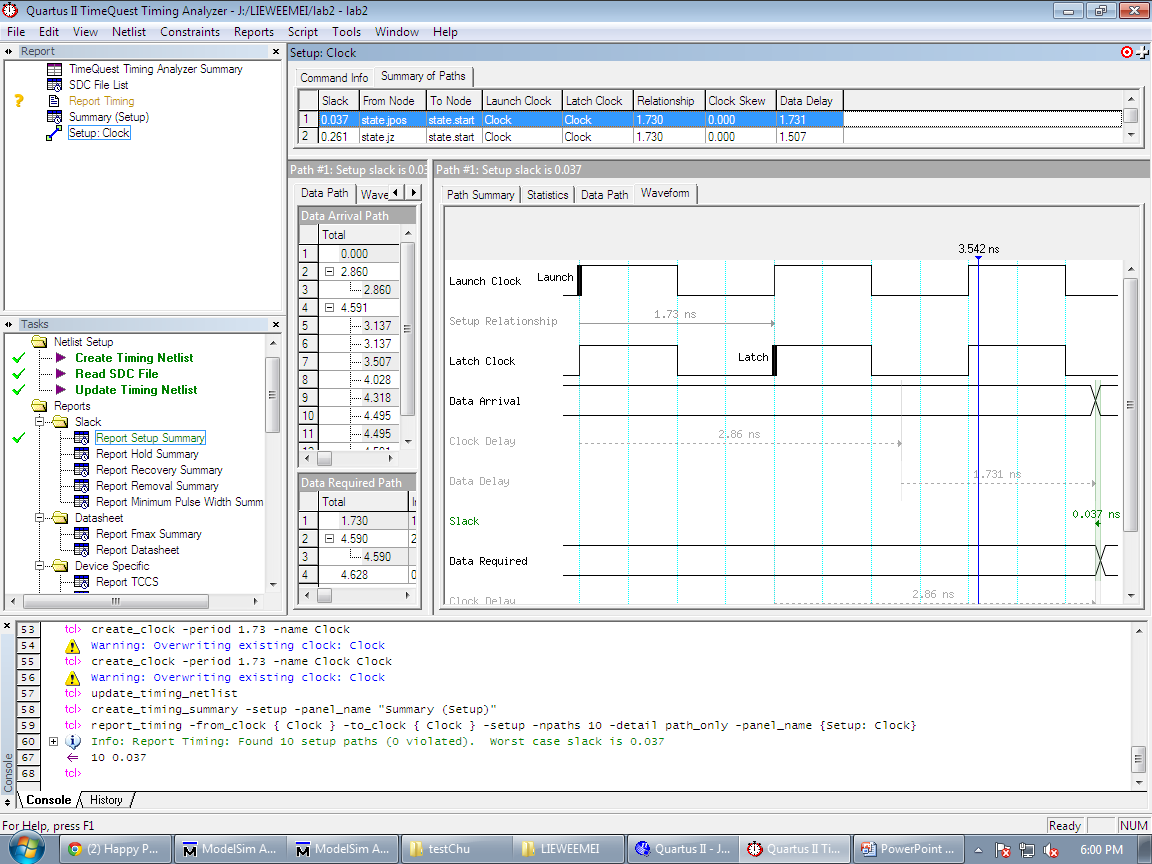 Quartus II TimeQuest Timing Analyzer - J:/LIEWEEMEI/lab2 - lab2
File Edit View Netlist Constraints Reports Script Tools Window Help
Report
TimeQuest Timing Analyzer Summary
SDC File List
Report Timing
Summary (Setup)
Setup: Clock
Tasks
Netlist Setup
Create Timing Netlist
Read SDC File
Update Timing Netlist
Reports
Slack
Report Setup Summary
Report Hold Summary
Report Recovery Summary
Report Removal Summary
Report Minimum Pulse Width Summ
Datasheet
Report Fmax Summary
Report Datasheet
Device Specific
Report TCCS
Setup: Clock
Command Info Summary of Paths
Slack From Node To Node Launch Clock Latch Clock Relationship Clock Skew Data Delay
1 0.037 state.jpos state.start Clock Clock 1.730 0.000 1.731
2 0.261 state.jz state.start Clock Clock 1.730 0.000 1.507
Path #1: Setup slack is 0.03
Data Path Wave
Data Arrival Path
Total
1 0.000
2 2.860
3 2.860
4 4.591
5 3.137
6 3.137
7 3.507
8 4.028
9 4.318
10 4.495
11 4.495
Data Required Path
Total
1 1.730 1
2 4.590 2
3 4.590
4 4.628 0
Path #1: Setup slack is 0.037
Path Summary Statistics Data Path Waveform
3.542 ns
Launch Clock Launch
Setup Relationship 1.73 ns
Latch Clock Latch
Data Arrival
Clock Delay 2.86 ns
Data Delay 1.731 ns
Slack 0.037 ns
Data Required
Clock Delay 2.86 ns
53 tcl> create_clock -period 1.73 -name Clock
54 Warning: Overwriting existing clock: Clock
55 tcl> create_clock -period 1.73 -name Clock Clock
56 Warning: Overwriting existing clock: Clock
57 tcl> update_timing_netlist
58 tcl> create_timing_summary -setup -panel_name "Summary (Setup)"
59 tcl> report_timing -from_clock { Clock } -to_clock { Clock } -setup -npaths 10 -detail path_only -panel_name {Setup: Clock}
60 Info: Report Timing: Found 10 setup paths (0 violated). Worst case slack is 0.037
67 10 0.037
68 tcl>
Console
Console History
For Help, press F1
Ready NUM
(2) Happy P... ModelSim A... ModelSim A... testChu LIEWEEMEI Quartus II - J... Quartus II Ti... PowerPoint ... 6:00 PM